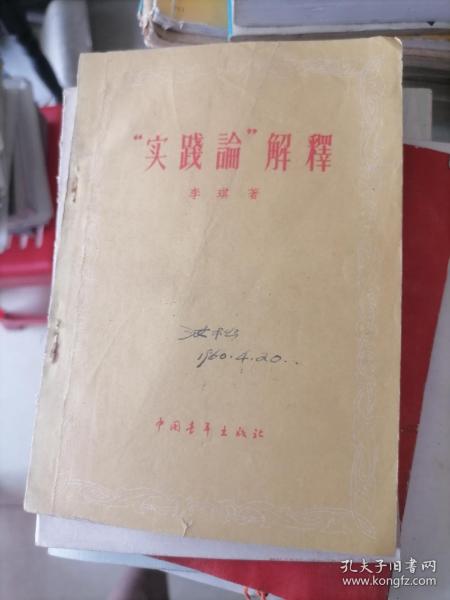 “实踐論”解釋
李琪著
1960.4.20..
中国青年出版社
孔夫子旧书网
www.kongfz.com